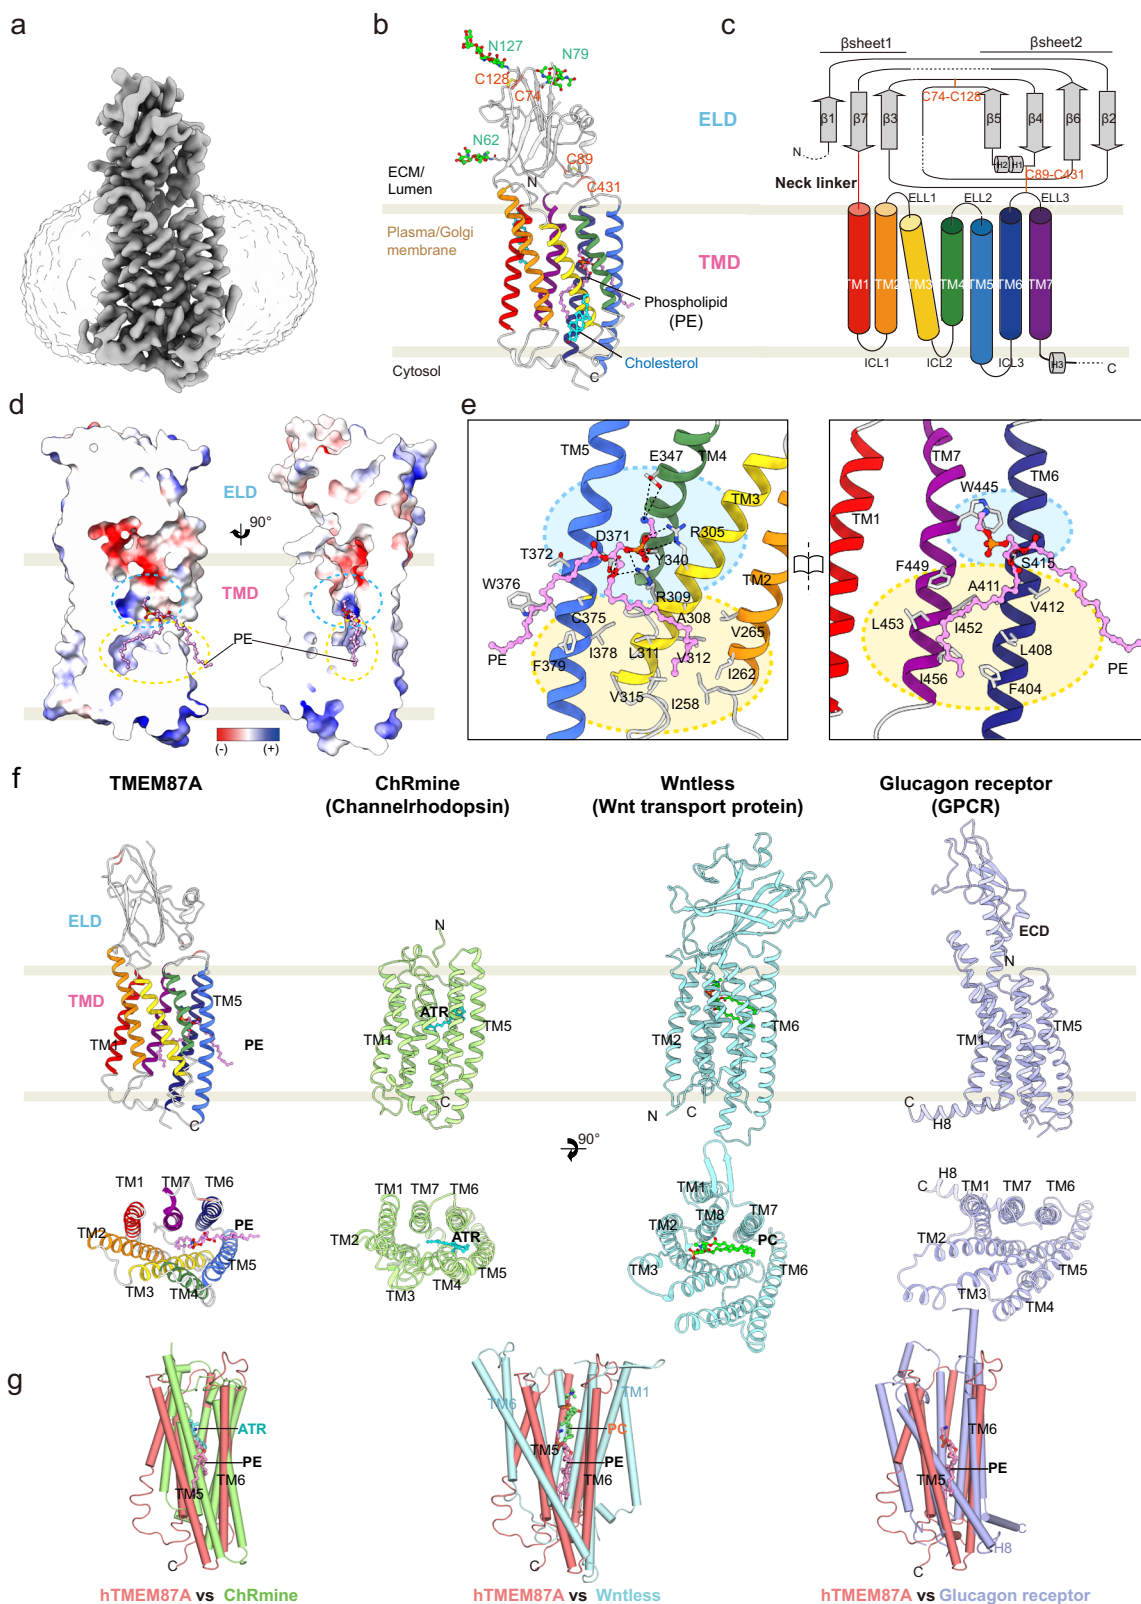 a
b
N127
N79
C128
C74
N62
C89
C431
N
ECM/
Lumen
Plasma/Golgi
membrane
Cytosol
ELD
TMD
Phospholipid
(PE)
Cholesterol
C
c
βsheet1
βsheet2
C74-C128
β1
β7
β3
β5
β4
β6
β2
N
H2
H1
C89-C431
Neck linker
ELL1
ELL2
ELL3
TM1
TM2
TM3
TM4
TM5
TM6
TM7
ICL1
ICL2
ICL3
H3
C
d
ELD
90°
TMD
PE
(-)
(+)
e
TM5
E347
TM4
TM3
D371
R305
T372
Y340
TM2
W376
R309
C375
A308
V265
PE
I378
L311
V312
F379
I262
V315
I258
TM7
TM6
W445
TM1
S415
F449
A411
V412
L453
I452
L408
PE
I456
F404
f
TMEM87A
ChRmine
(Channelrhodopsin)
Wntless
(Wnt transport protein)
Glucagon receptor
(GPCR)
ELD
TMD
TM5
TM1
PE
C
N
ATR
TM1
TM5
C
TM2
TM6
N
C
ECD
N
TM5
TM1
C
H8
90°
TM1
TM7
TM6
PE
TM2
TM5
TM3
TM4
TM1
TM7
TM6
ATR
TM2
TM5
TM4
TM3
TM1
TM8
TM7
TM2
PC
TM3
TM6
H8
C
TM1
TM7
TM6
TM2
TM5
TM3
TM4
g
ATR
PE
TM6
TM5
C
hTMEM87A vs ChRmine
TM6
TM1
PC
TM5
PE
TM6
C
hTMEM87A vs Wntless
TM6
PE
TM5
N
C
H8
C
hTMEM87A vs Glucagon receptor